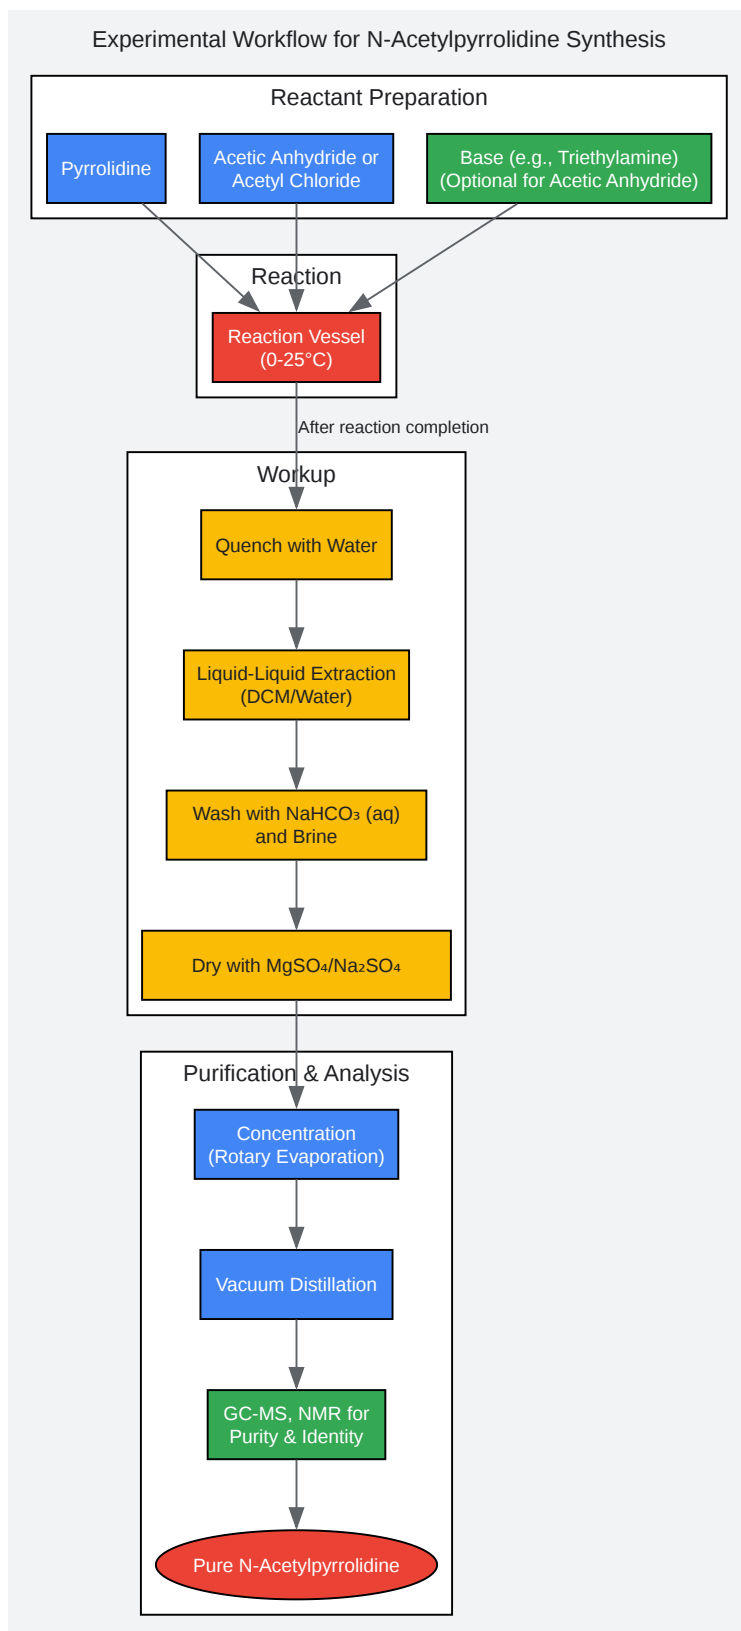 Experimental Workflow for N-Acetylpyrrolidine Synthesis
Reactant Preparation
Pyrrolidine
Acetic Anhydride or
Acetyl Chloride
Base (e.g., Triethylamine)
(Optional for Acetic Anhydride)
Reaction
Reaction Vessel
(0-25°C)
After reaction completion
Workup
Quench with Water
Liquid-Liquid Extraction
(DCM/Water)
Wash with NaHCO₃ (aq)
and Brine
Dry with MgSO₄/Na₂SO₄
Purification & Analysis
Concentration
(Rotary Evaporation)
Vacuum Distillation
GC-MS, NMR for
Purity & Identity
Pure N-Acetylpyrrolidine